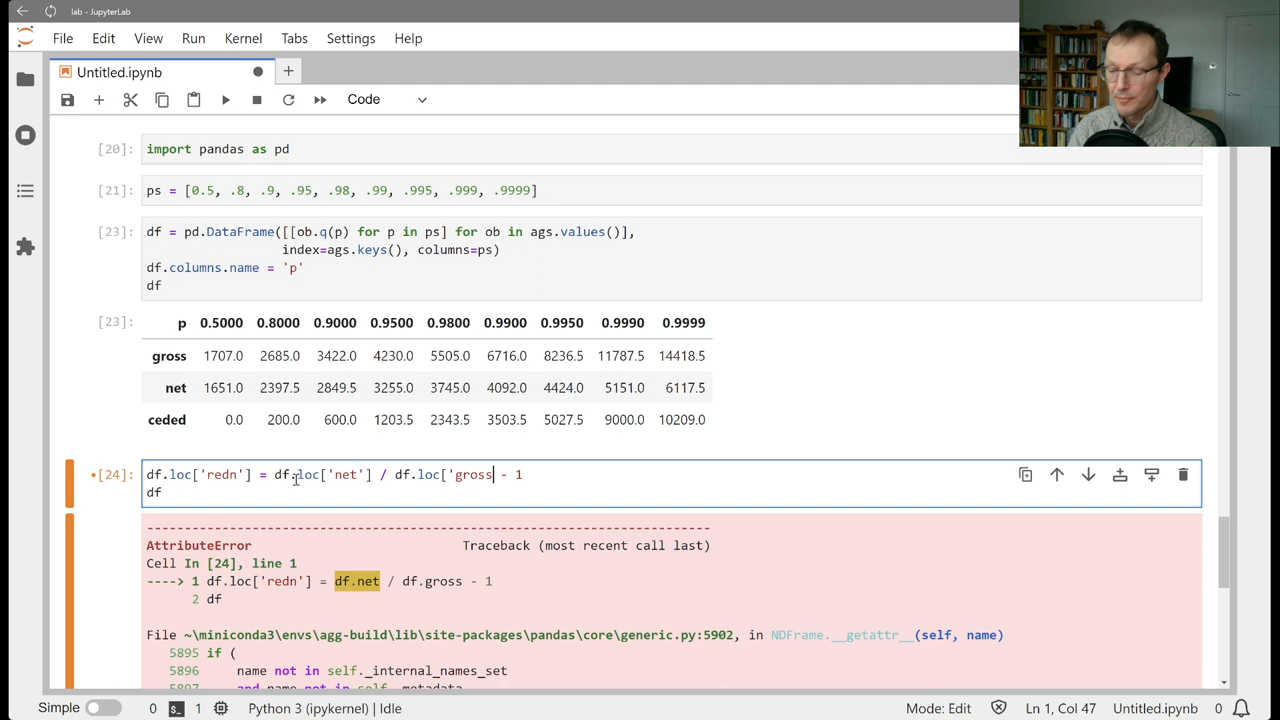 lab - JupyterLab
File Edit View Run Kernel Tabs Settings Help
Untitled.ipynb
Code
[20]: import pandas as pd
[21]: ps = [0.5, .8, .9, .95, .98, .99, .995, .999, .9999]
[23]: df = pd.DataFrame([[ob.q(p) for p in ps] for ob in ags.values()],
index=ags.keys(), columns=ps)
df.columns.name = 'p'
df
[23]: p 0.5000 0.8000 0.9000 0.9500 0.9800 0.9900 0.9950 0.9990 0.9999
gross 1707.0 2685.0 3422.0 4230.0 5505.0 6716.0 8236.5 11787.5 14418.5
net 1651.0 2397.5 2849.5 3255.0 3745.0 4092.0 4424.0 5151.0 6117.5
ceded 0.0 200.0 600.0 1203.5 2343.5 3503.5 5027.5 9000.0 10209.0
•[24]: df.loc['redn'] = df.loc['net'] / df.loc['gross - 1
df
---------------------------------------------------------------------------
AttributeError Traceback (most recent call last)
Cell In [24], line 1
----> 1 df.loc['redn'] = df.net / df.gross - 1
2 df
File ~\miniconda3\envs\agg-build\lib\site-packages\pandas\core\generic.py:5902, in NDFrame.__getattr__(self, name)
5895 if (
5896 name not in self._internal_names_set
5897 and name not in self._metadata
Simple 0 1 Python 3 (ipykernel) | Idle Mode: Edit Ln 1, Col 47 Untitled.ipynb 0